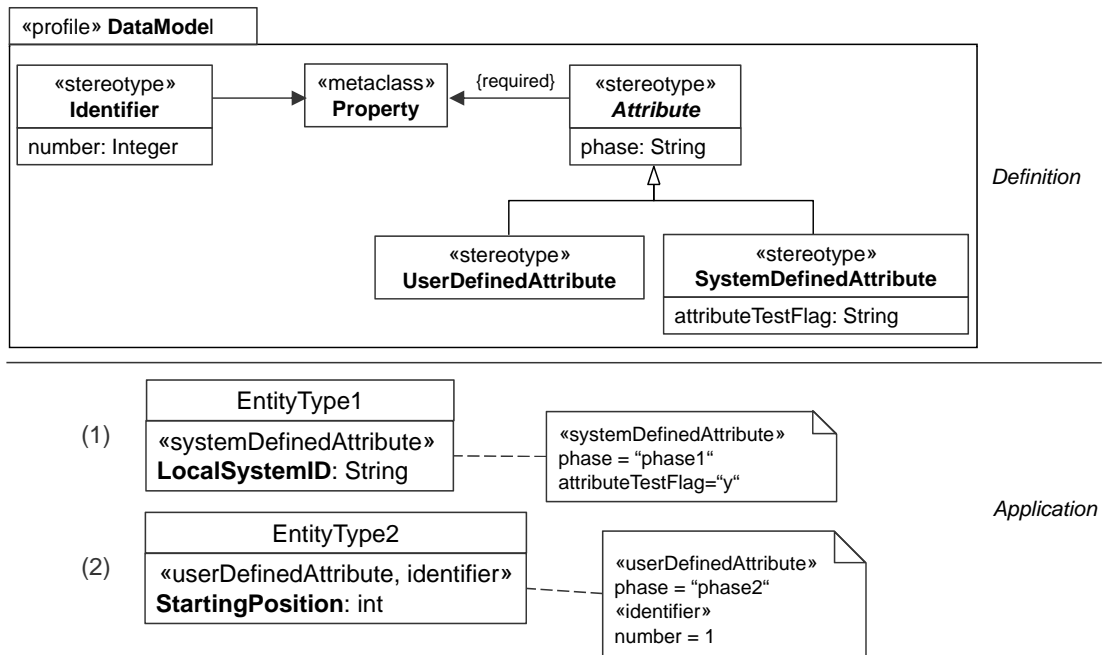 «profile» DataModel
«stereotype»
Identifier
number: Integer
«metaclass»
Property
{required}
«stereotype»
Attribute
phase: String
Definition
«stereotype»
UserDefinedAttribute
«stereotype»
SystemDefinedAttribute
attributeTestFlag: String
(1)
EntityType1
«systemDefinedAttribute»
LocalSystemID: String
«systemDefinedAttribute»
phase = “phase1“
attributeTestFlag=“y“
Application
(2)
EntityType2
«userDefinedAttribute, identifier»
StartingPosition: int
«userDefinedAttribute»
phase = “phase2“
«identifier»
number = 1